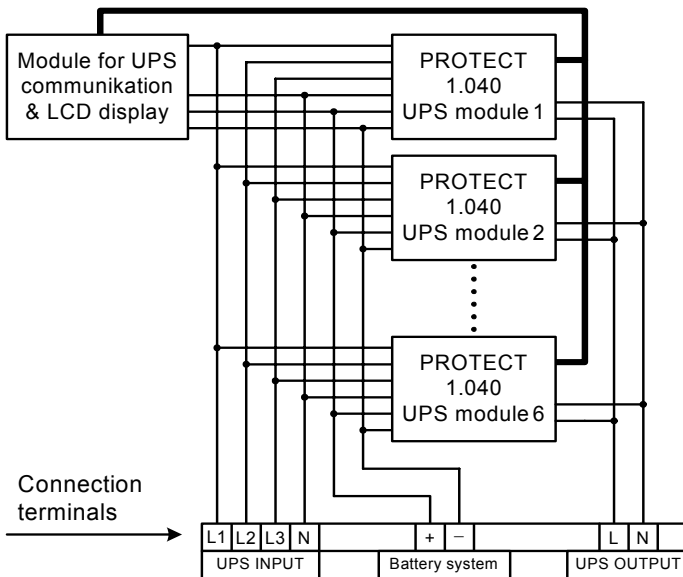 Module for UPS
communikation
& LCD display
PROTECT
1.040
UPS module 1
PROTECT
1.040
UPS module 2
PROTECT
1.040
UPS module 6
Connection
terminals
L1 L2 L3 N + − L N
UPS INPUT Battery system UPS OUTPUT